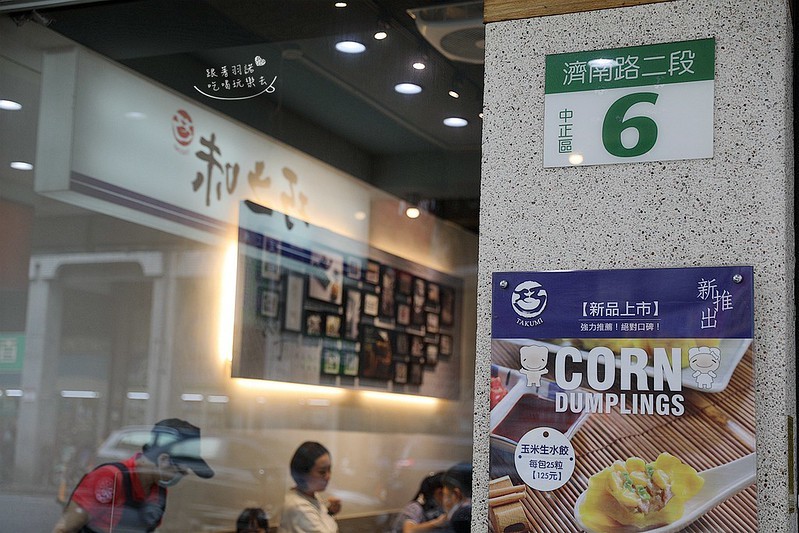 跟著羽諾
吃喝玩樂去
濟南路二段
中正區
6
TAKUMI
【新品上市】
強力推薦！絕對口碑！
新推出
CORN
DUMPLINGS
玉米生水餃
每包25粒
【125元】